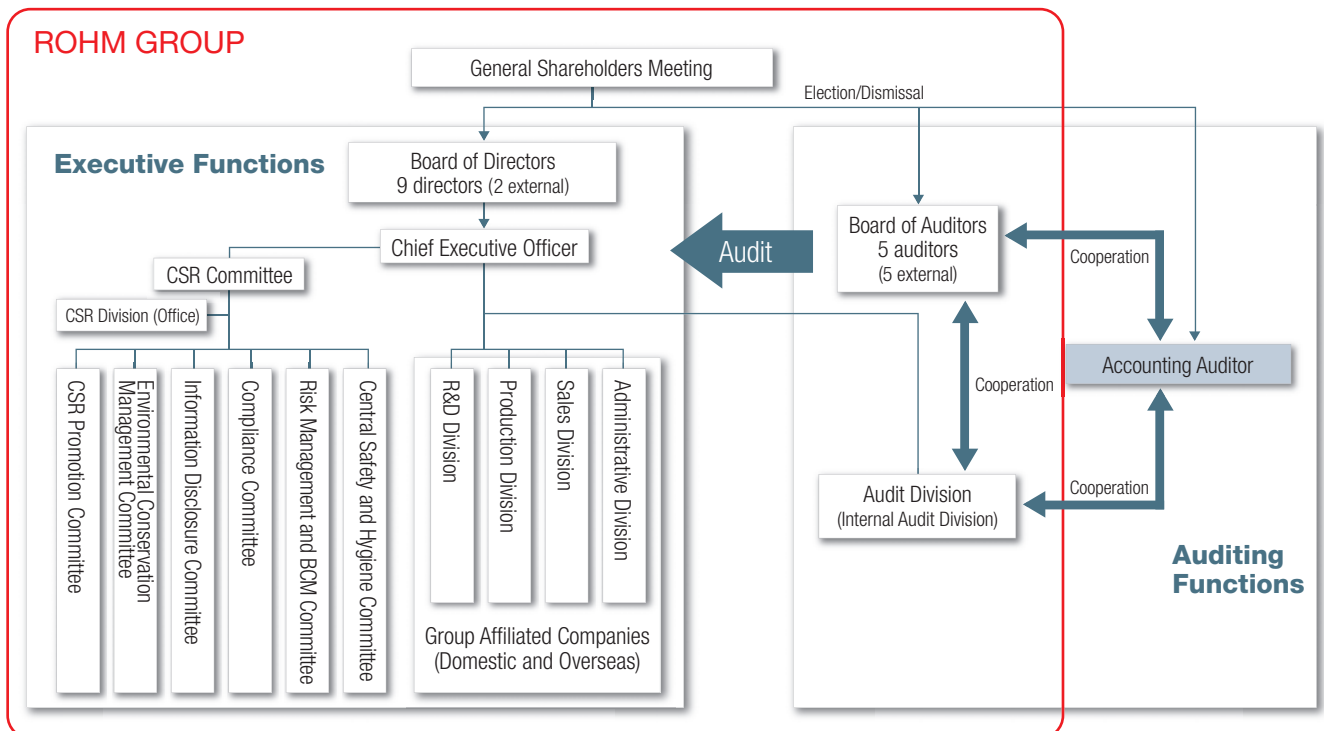 ROHM GROUP
General Shareholders Meeting
Election/Dismissal
Executive Functions
Board of Directors
9 directors (2 external)
Chief Executive Officer
CSR Committee
CSR Division (Office)
CSR Promotion Committee
Environmental Conservation
Management Committee
Information Disclosure Committee
Compliance Committee
Risk Management and BCM Committee
Central Safety and Hygiene Committee
R&D Division
Production Division
Sales Division
Administrative Division
Group Affiliated Companies
(Domestic and Overseas)
Audit
Board of Auditors
5 auditors
(5 external)
Cooperation
Accounting Auditor
Cooperation
Cooperation
Audit Division
(Internal Audit Division)
Auditing
Functions